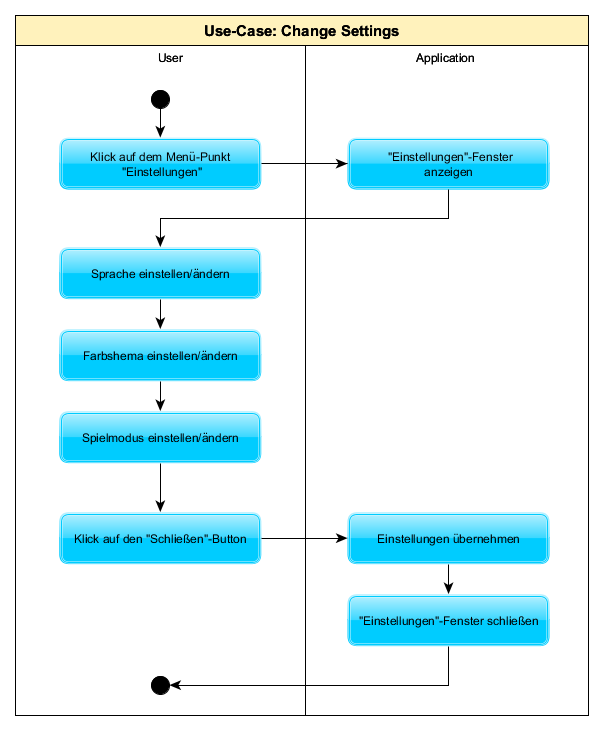 Use-Case: Change Settings
User
Application
Klick auf dem Menü-Punkt
"Einstellungen"
"Einstellungen"-Fenster
anzeigen
Sprache einstellen/ändern
Farbshema einstellen/ändern
Spielmodus einstellen/ändern
Klick auf den "Schließen"-Button
Einstellungen übernehmen
"Einstellungen"-Fenster schließen